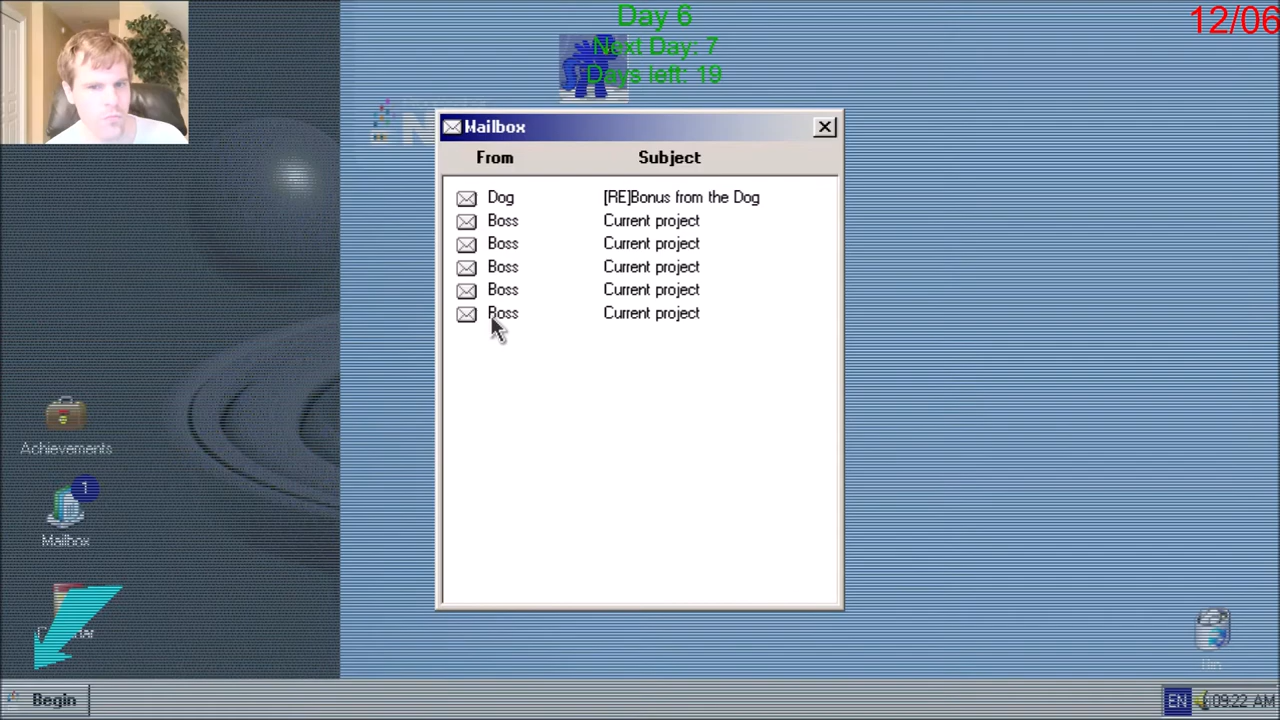 Day 6
Next Day: 7
Days left: 19
12/06
Mailbox
From Subject
Dog [RE]Bonus from the Dog
Boss Current project
Boss Current project
Boss Current project
Boss Current project
Boss Current project
Achievements
1
Mailbox
Begin
EN 09:22 AM